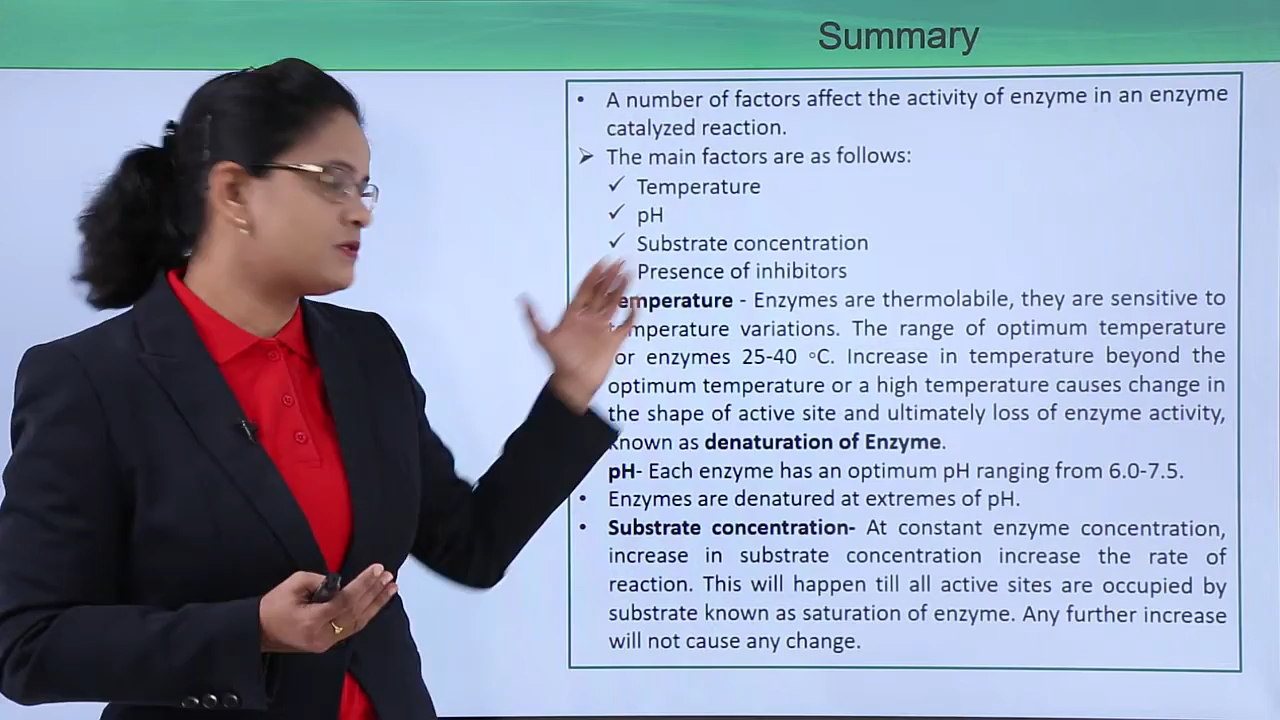 Summary
• A number of factors affect the activity of enzyme in an enzyme
catalyzed reaction.
➢ The main factors are as follows:
✓ Temperature
✓ pH
✓ Substrate concentration
Presence of inhibitors
emperature - Enzymes are thermolabile, they are sensitive to
temperature variations. The range of optimum temperature
or enzymes 25-40 °C. Increase in temperature beyond the
optimum temperature or a high temperature causes change in
the shape of active site and ultimately loss of enzyme activity,
known as denaturation of Enzyme.
pH- Each enzyme has an optimum pH ranging from 6.0-7.5.
• Enzymes are denatured at extremes of pH.
• Substrate concentration- At constant enzyme concentration,
increase in substrate concentration increase the rate of
reaction. This will happen till all active sites are occupied by
substrate known as saturation of enzyme. Any further increase
will not cause any change.